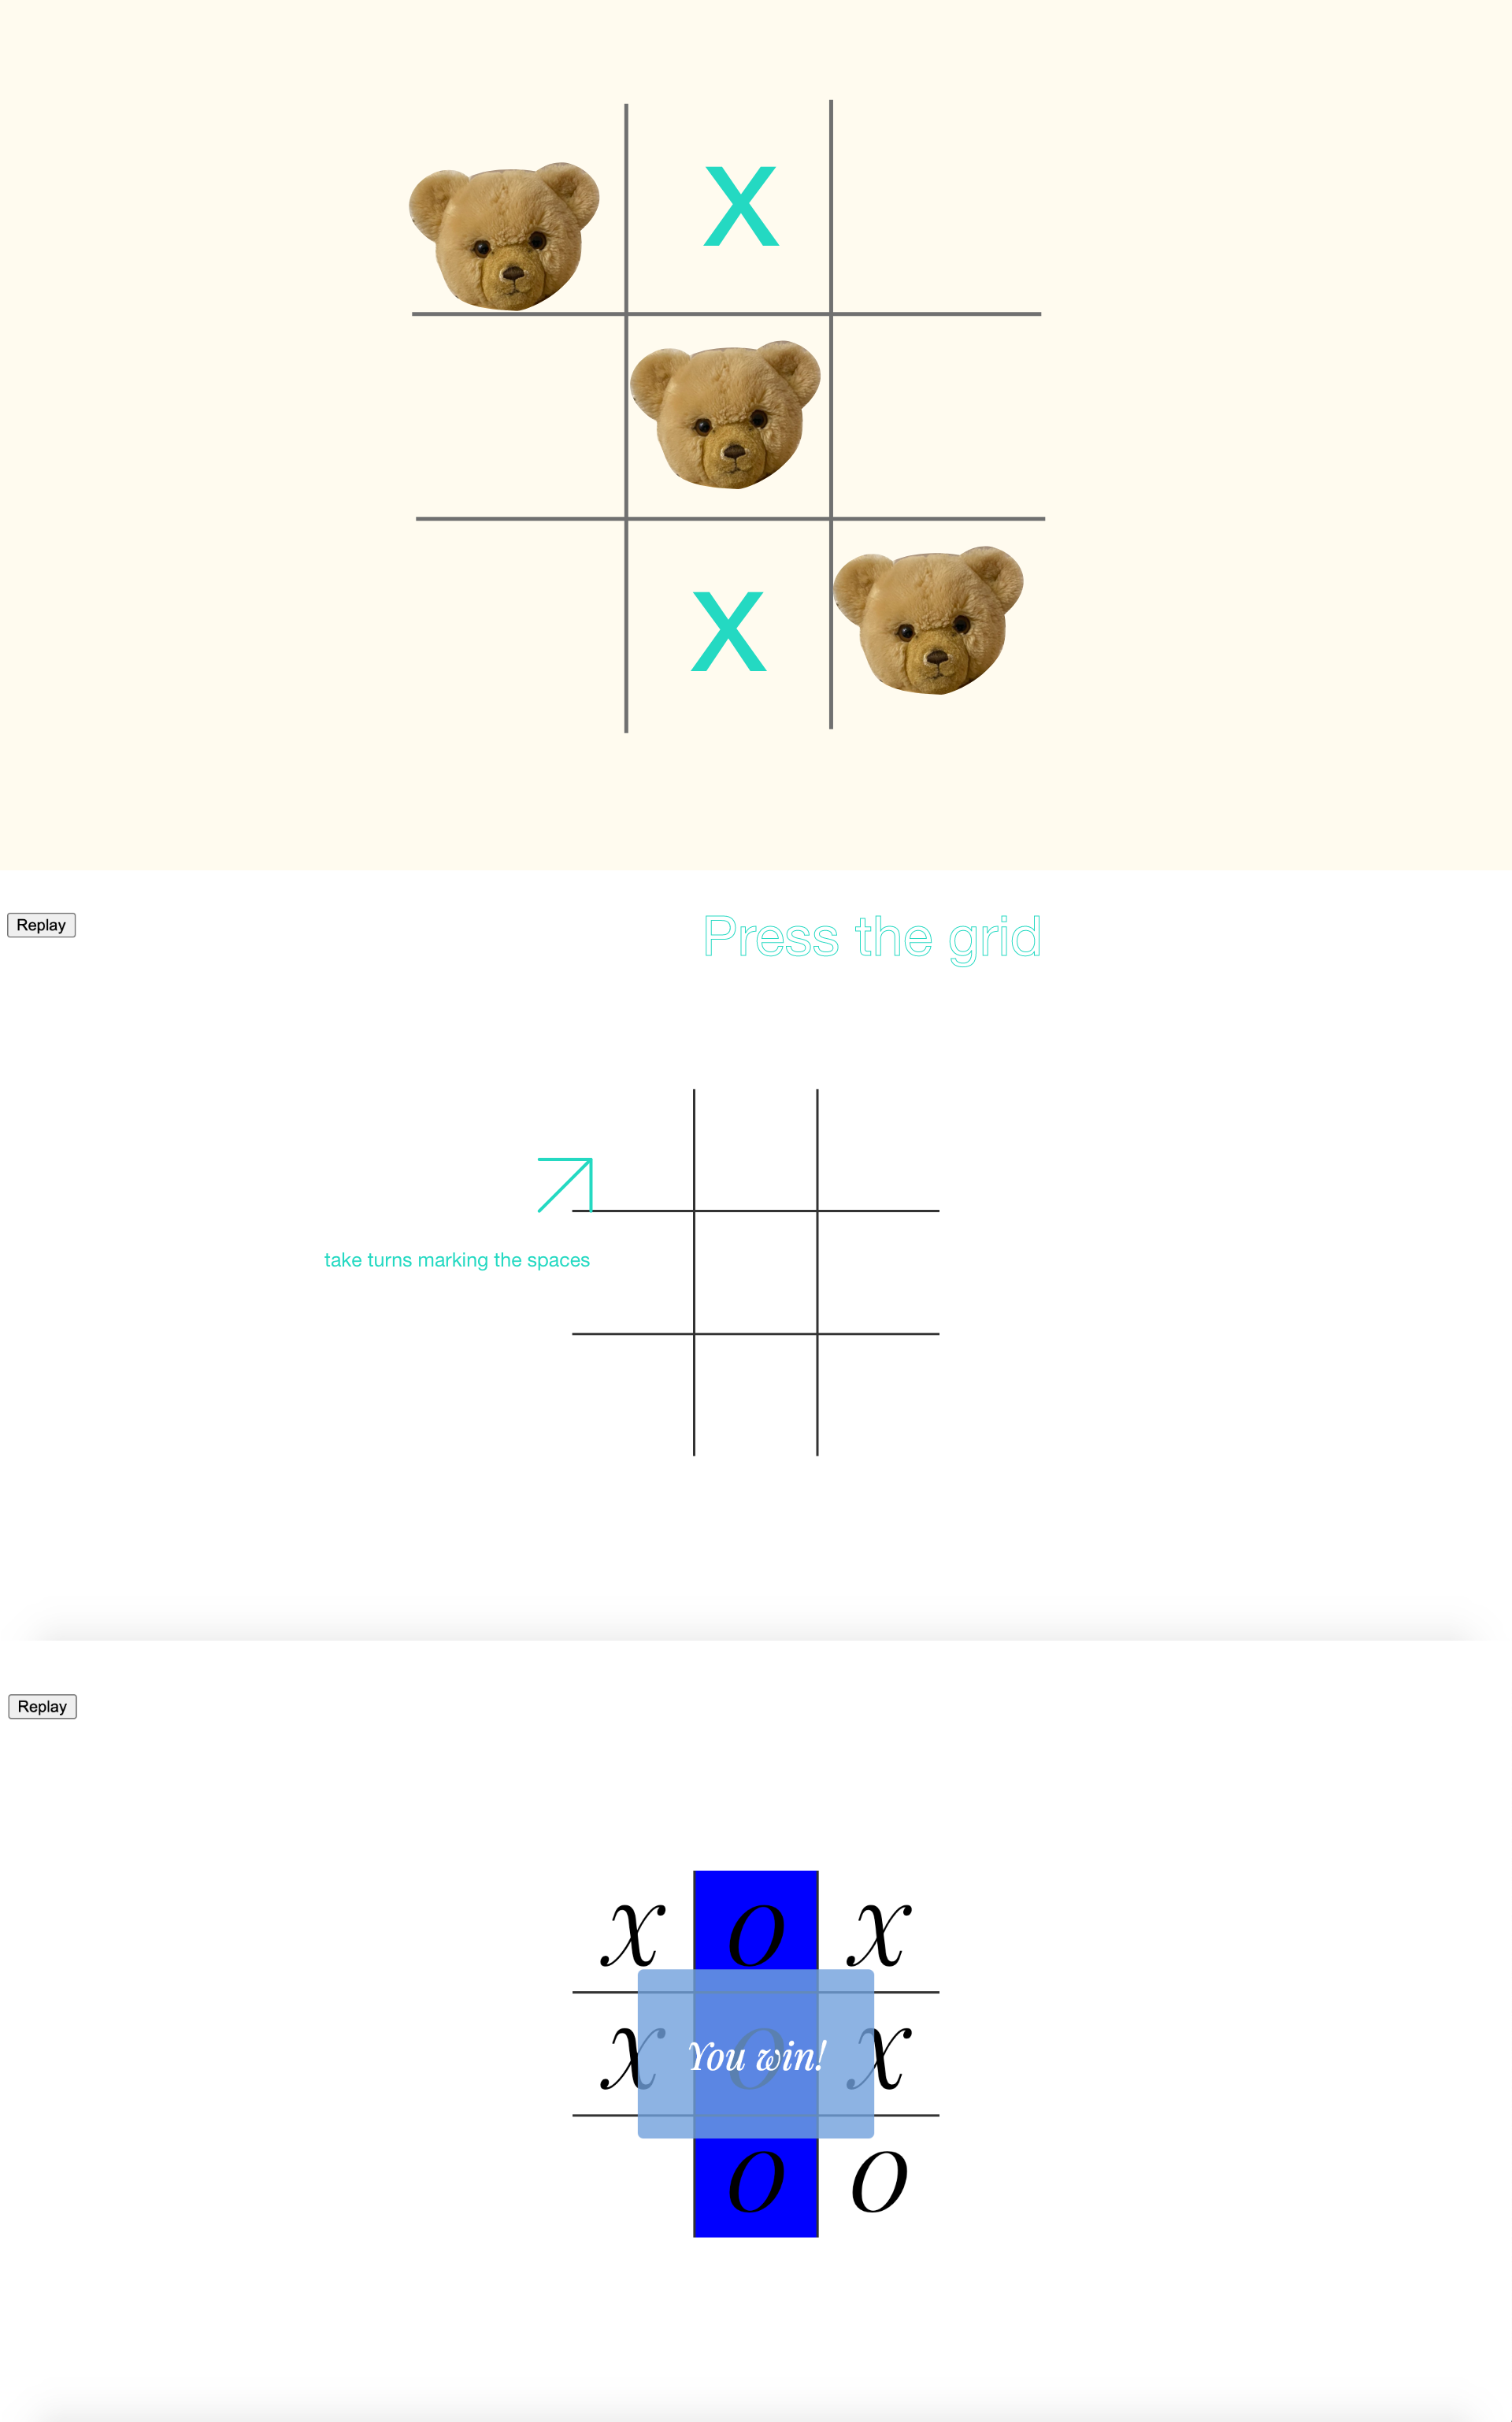 X
X
Replay
Press the grid
take turns marking the spaces
Replay
x o x
x o x
You win!
o o